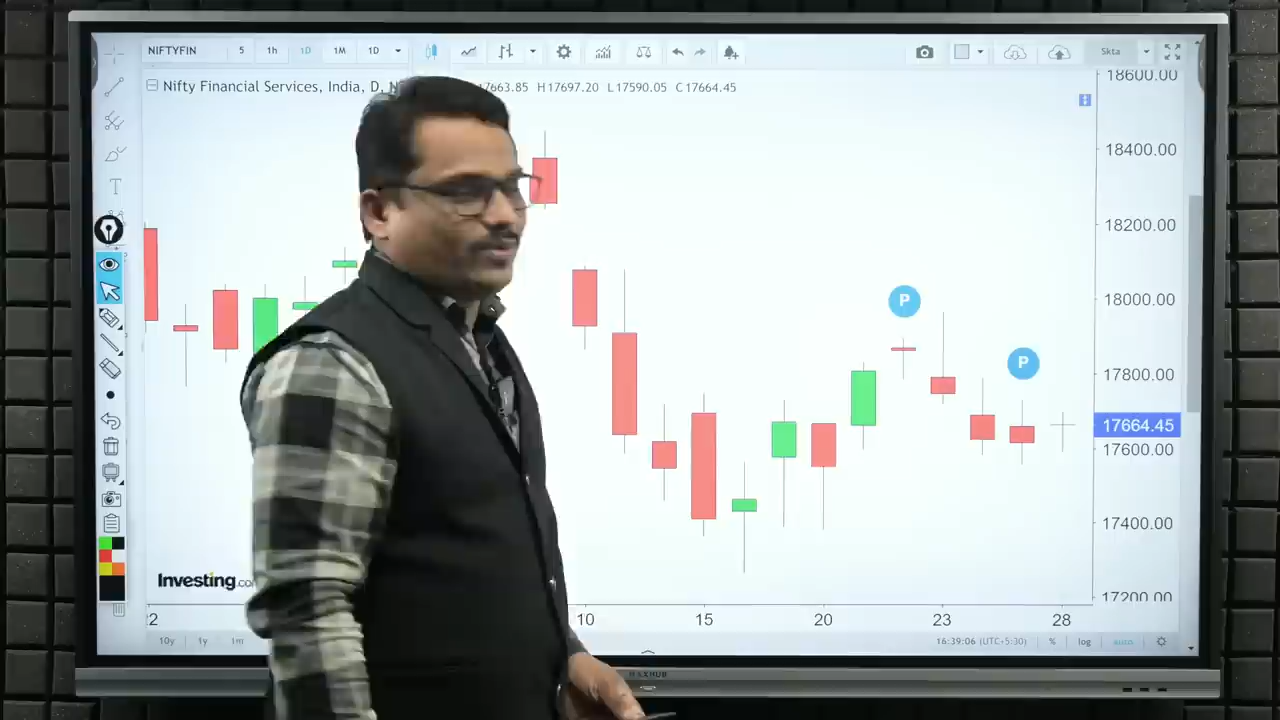 NIFTYFIN 5 1h 1D 1M 1D Skta
Nifty Financial Services, India, D, 17663.85 H17697.20 L17590.05 C17664.45
18600.00
18400.00
18200.00
18000.00
17800.00
17664.45
17600.00
17400.00
17200.00
P
P
T
Investing
2 10 15 20 23 28
10y 1y 1m 16:39:06 (UTC+5:30) % log auto
MAXHUB